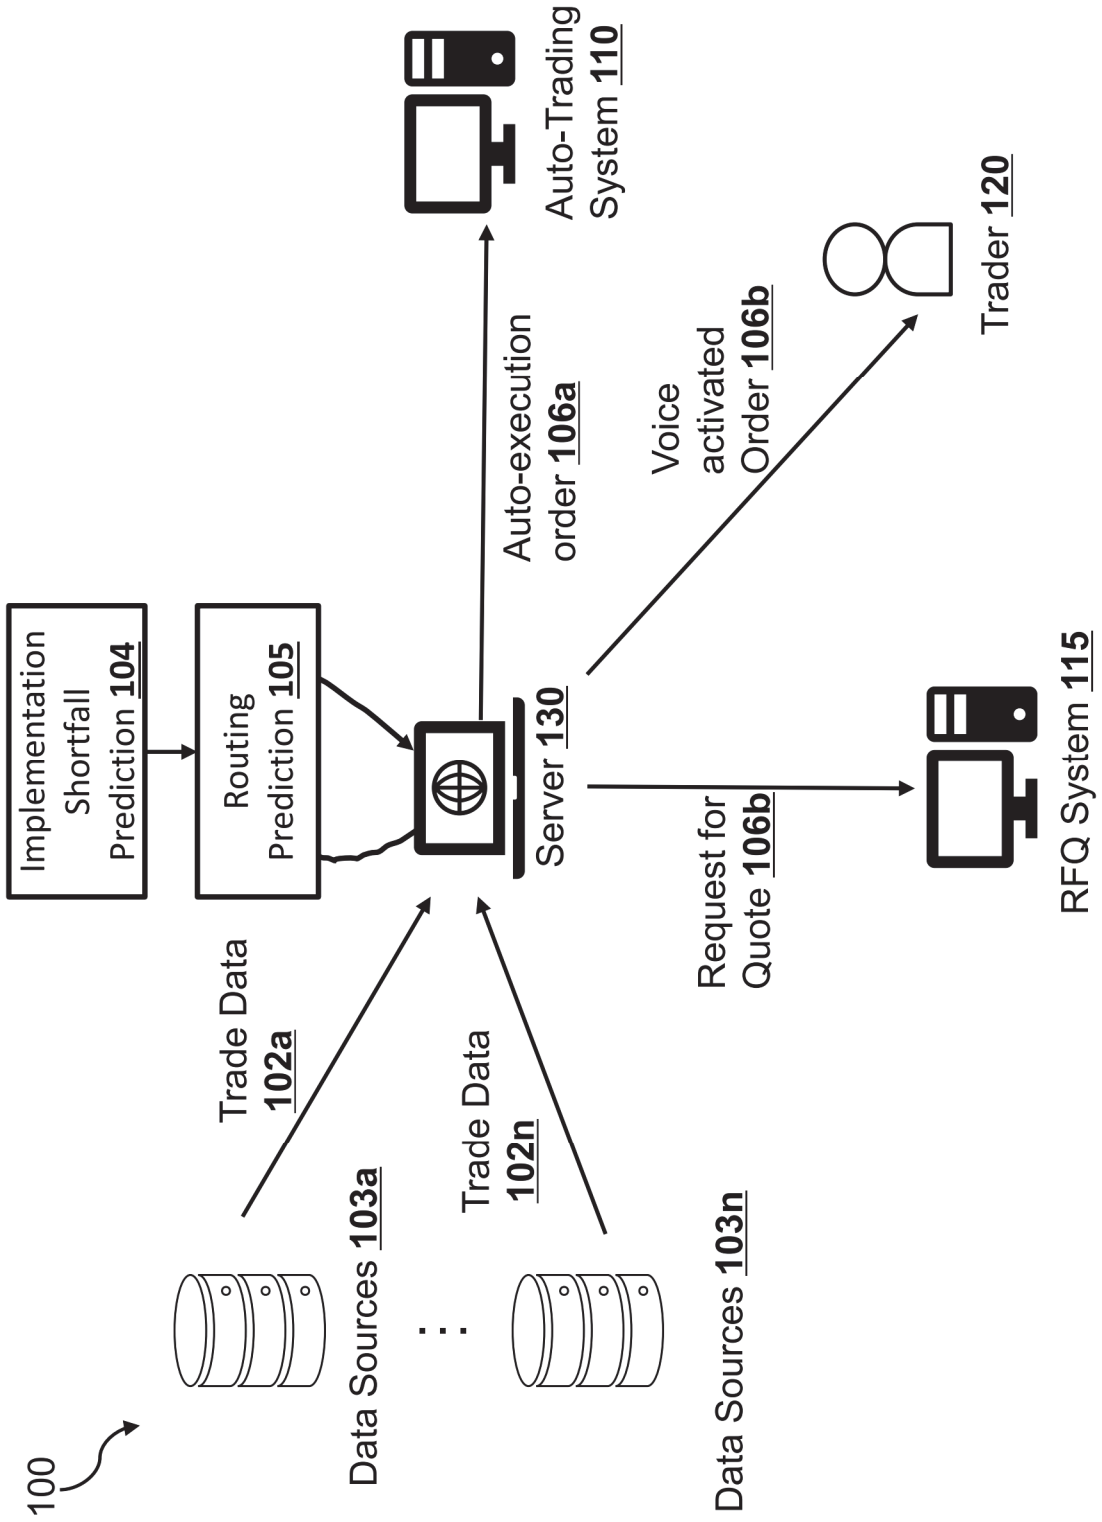 100
Implementation
Shortfall
Prediction 104
Routing
Prediction 105
Trade Data
102a
Trade Data
102n
Data Sources 103a
...
Data Sources 103n
Server 130
Auto-execution
order 106a
Auto-Trading
System 110
Voice
activated
Order 106b
Trader 120
Request for
Quote 106b
RFQ System 115